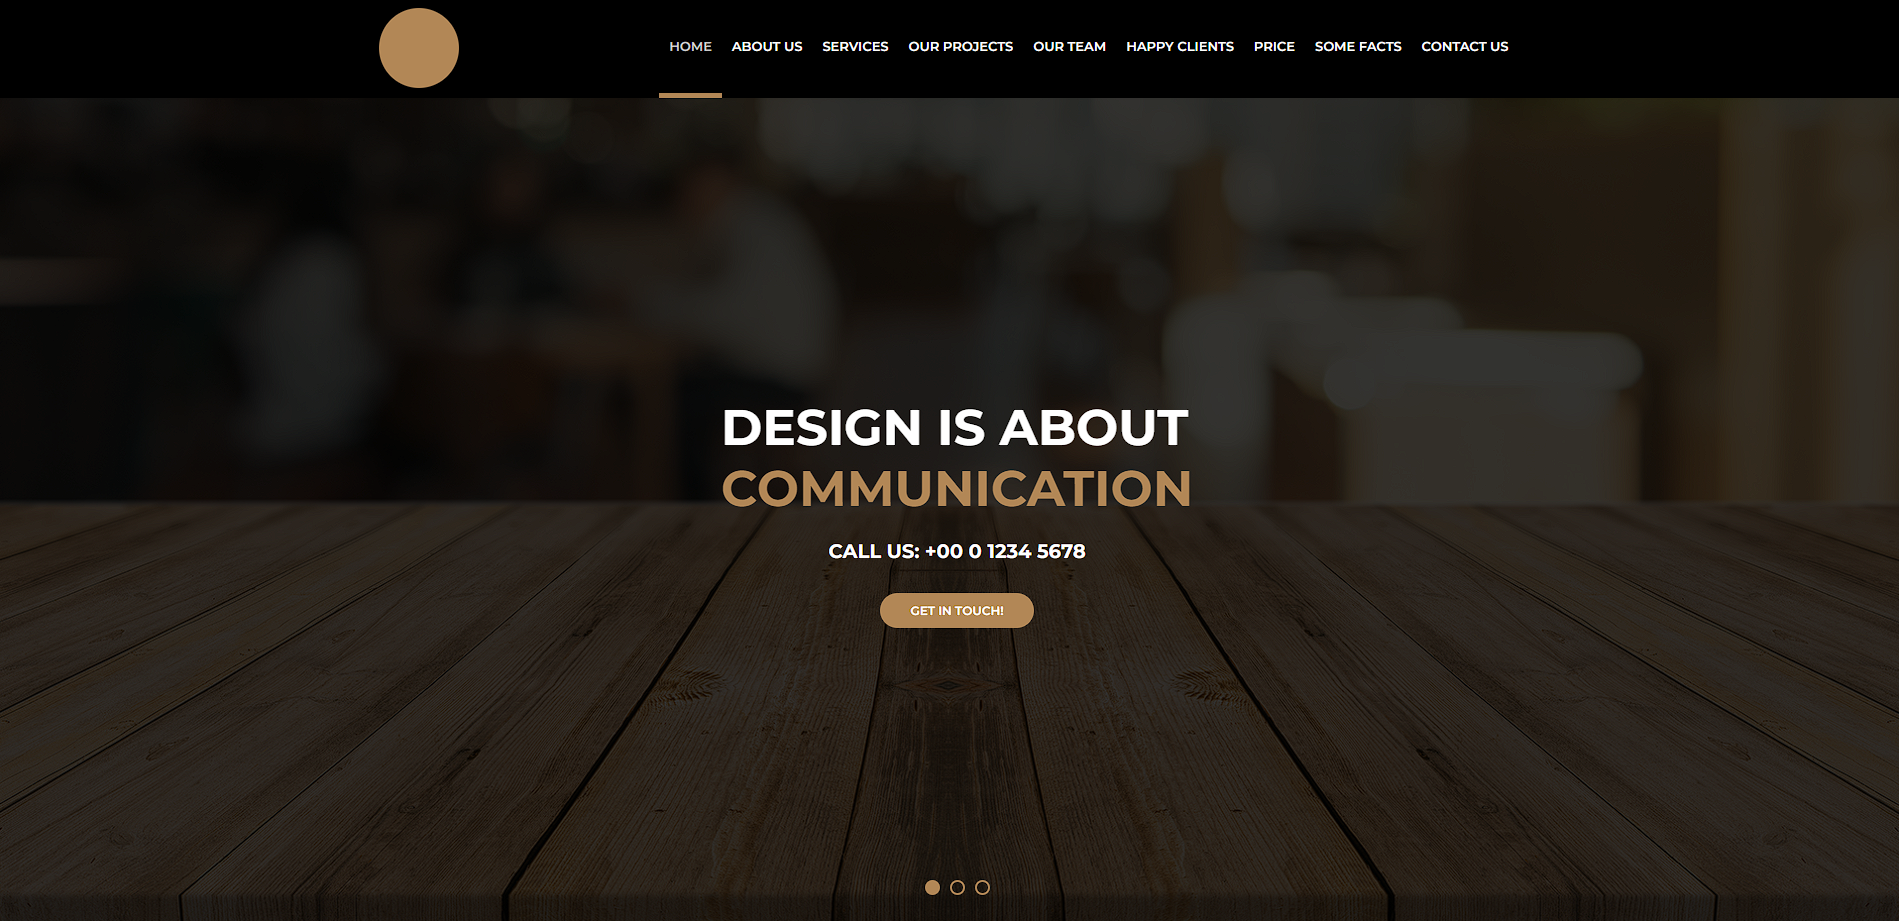 HOME ABOUT US SERVICES OUR PROJECTS OUR TEAM HAPPY CLIENTS PRICE SOME FACTS CONTACT US
DESIGN IS ABOUT
COMMUNICATION
CALL US: +00 0 1234 5678
GET IN TOUCH!